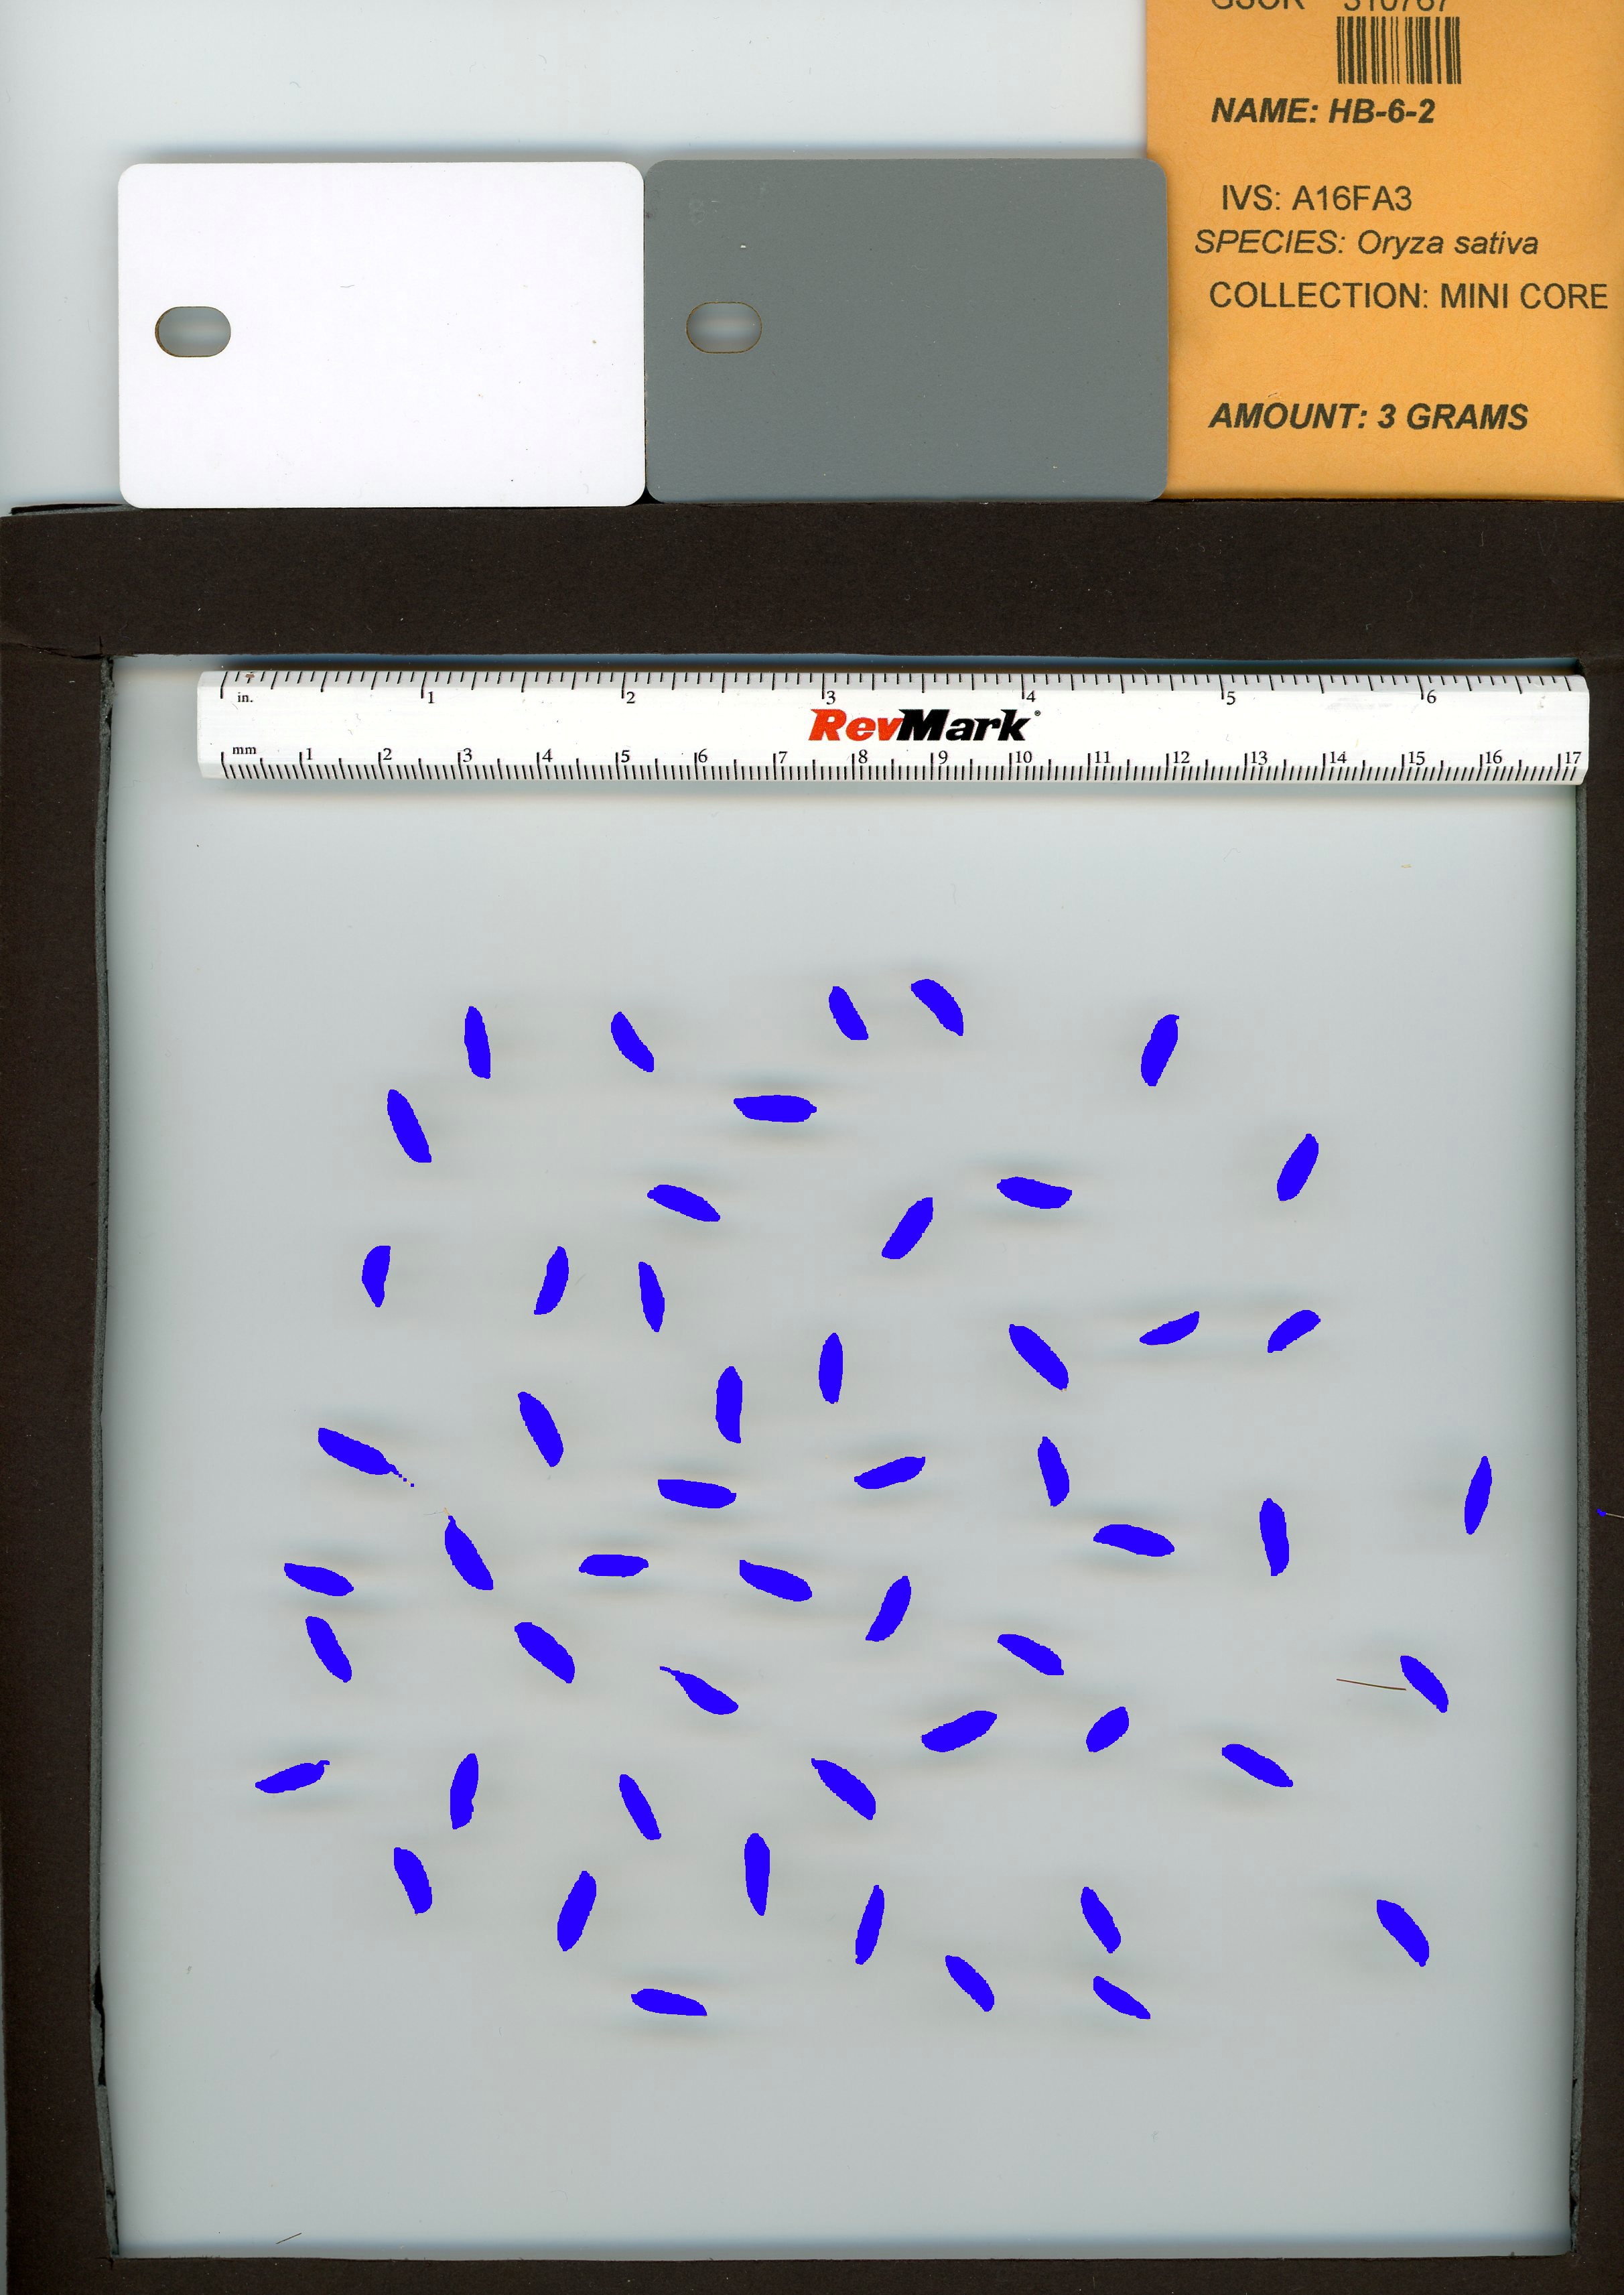 GSOR 310767
NAME: HB-6-2
IVS: A16FA3
SPECIES: Oryza sativa
COLLECTION: MINI CORE
AMOUNT: 3 GRAMS
in. 1 2 3 4 5 6
RevMark
mm 1 2 3 4 5 6 7 8 9 10 11 12 13 14 15 16 17